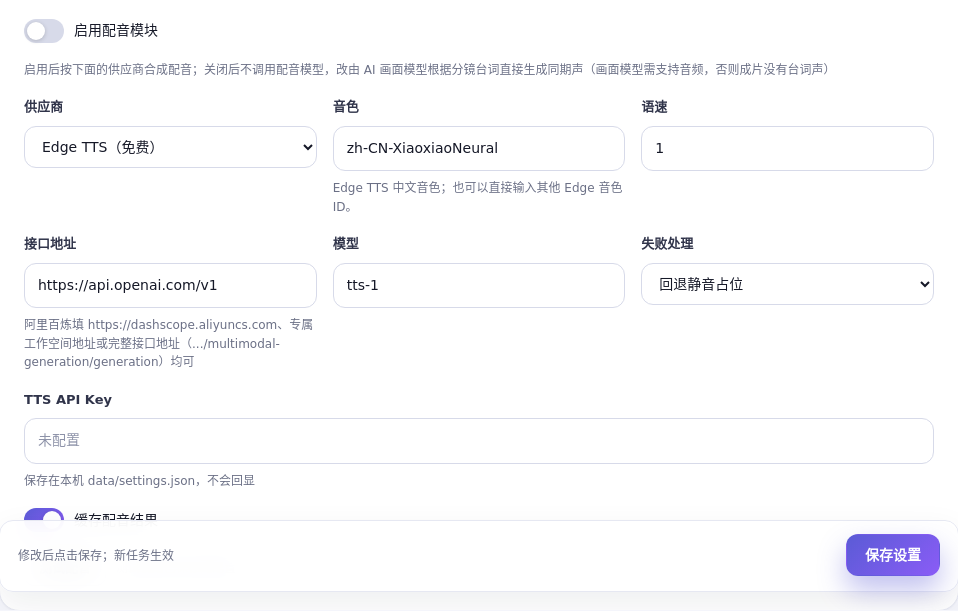 启用配音模块
启用后按下面的供应商合成配音；关闭后不调用配音模型，改由 AI 画面模型根据分镜台词直接生成同期声（画面模型需支持音频，否则成片没有台词声）
供应商
音色
语速
Edge TTS（免费）
zh-CN-XiaoxiaoNeural
1
Edge TTS 中文音色；也可以直接输入其他 Edge 音色
ID。
接口地址
模型
失败处理
https://api.openai.com/v1
tts-1
回退静音占位
阿里百炼填 https://dashscope.aliyuncs.com、专属
工作空间地址或完整接口地址（.../multimodal-
generation/generation）均可
TTS API Key
未配置
保存在本机 data/settings.json，不会回显
缓存配音结果
修改后点击保存；新任务生效
保存设置